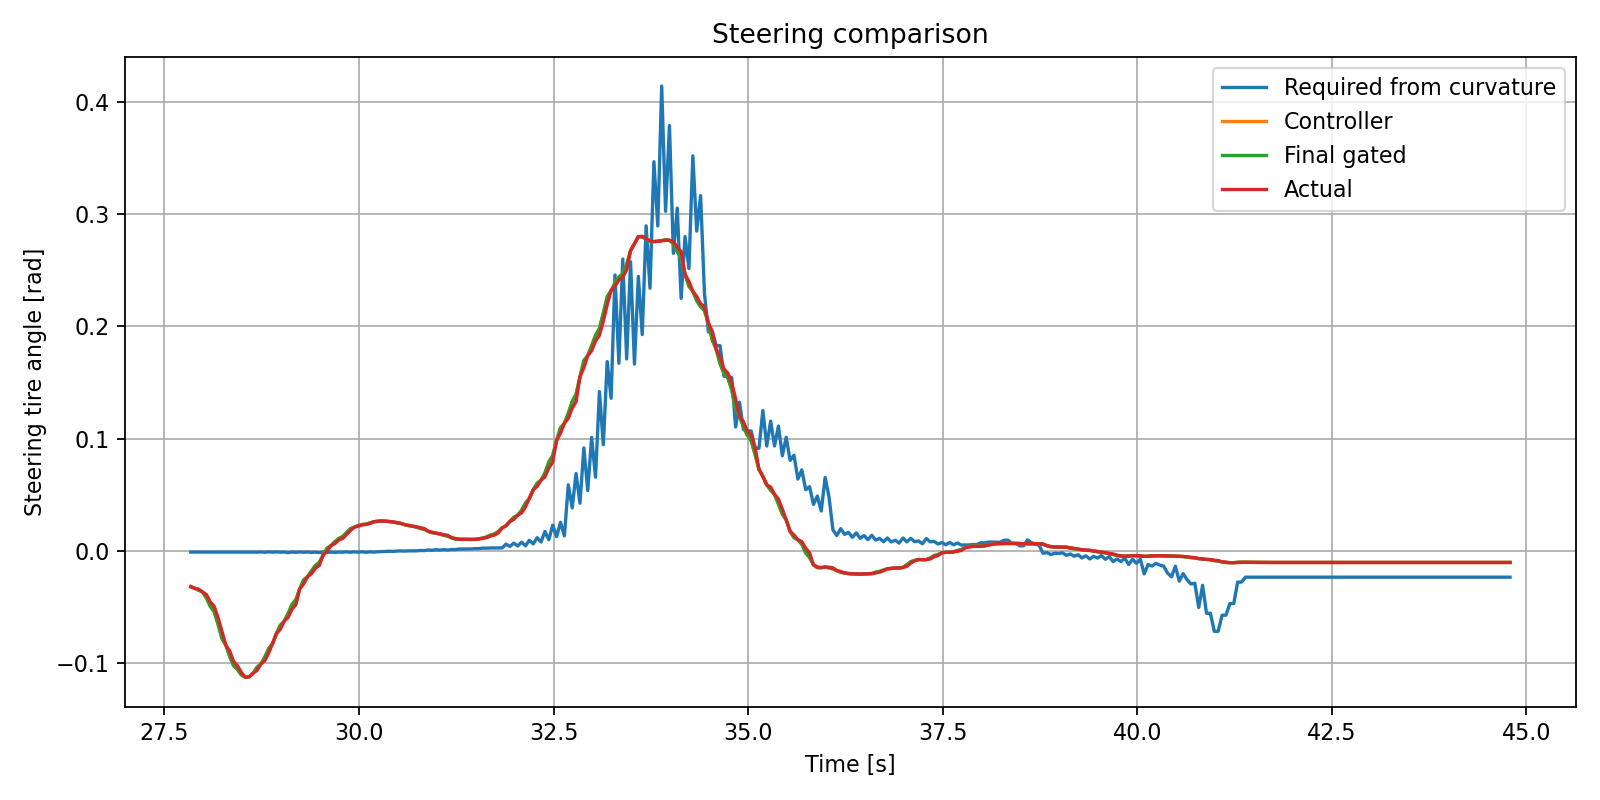 Steering comparison
Required from curvature
Controller
Final gated
Actual
Steering tire angle [rad]
0.4
0.3
0.2
0.1
0.0
−0.1
27.5 30.0 32.5 35.0 37.5 40.0 42.5 45.0
Time [s]